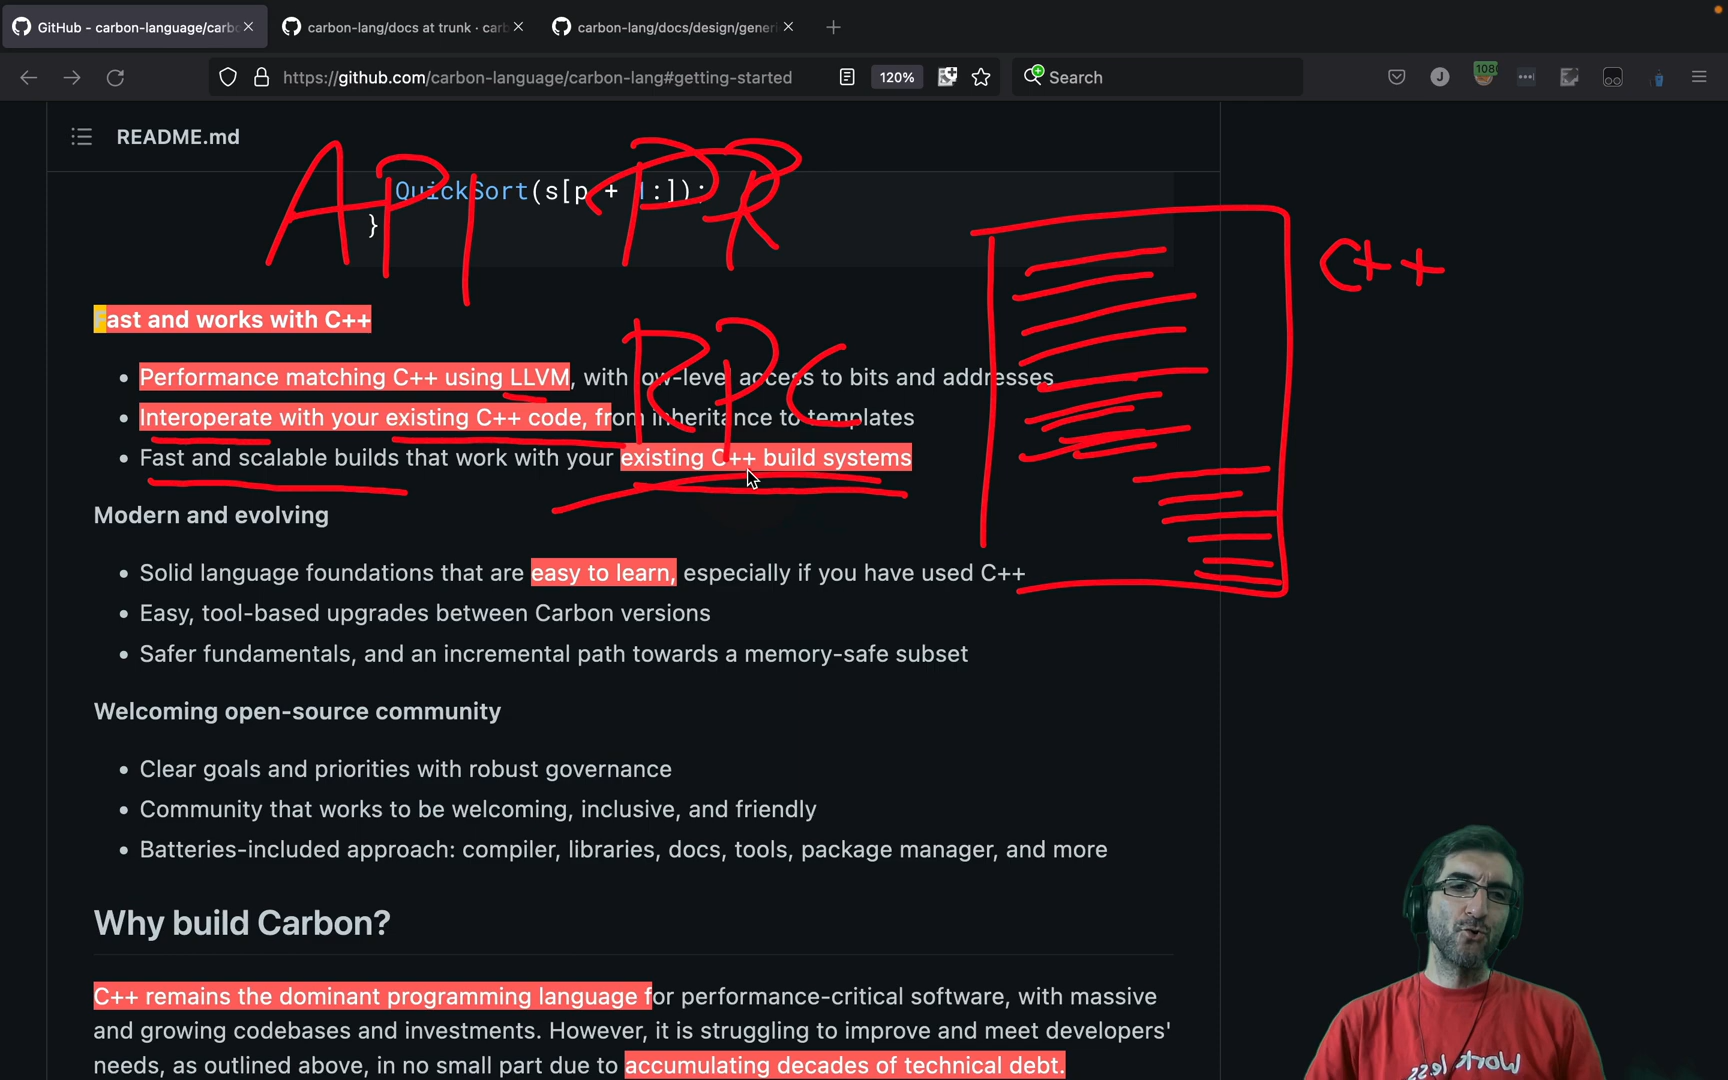 GitHub - carbon-language/carbo
carbon-lang/docs at trunk · carb
carbon-lang/docs/design/generi
https://github.com/carbon-language/carbon-lang#getting-started
120%
Search
J
108
README.md
API PR
QuickSort(s[p + 1:]);
}
C++
Fast and works with C++
RPC
Performance matching C++ using LLVM, with low-level access to bits and addresses
Interoperate with your existing C++ code, from inheritance to templates
Fast and scalable builds that work with your existing C++ build systems
Modern and evolving
Solid language foundations that are easy to learn, especially if you have used C++
Easy, tool-based upgrades between Carbon versions
Safer fundamentals, and an incremental path towards a memory-safe subset
Welcoming open-source community
Clear goals and priorities with robust governance
Community that works to be welcoming, inclusive, and friendly
Batteries-included approach: compiler, libraries, docs, tools, package manager, and more
Why build Carbon?
C++ remains the dominant programming language for performance-critical software, with massive
and growing codebases and investments. However, it is struggling to improve and meet developers'
needs, as outlined above, in no small part due to accumulating decades of technical debt.
Work less